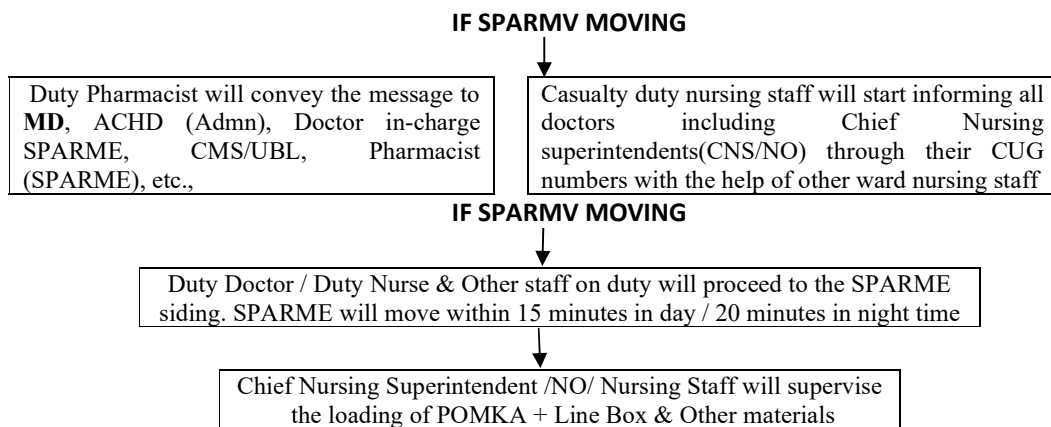 IF SPARMV MOVING
Duty Pharmacist will convey the message to
MD, ACHD (Admn), Doctor in-charge
SPARME, CMS/UBL, Pharmacist
(SPARME), etc.,
Casualty duty nursing staff will start informing all
doctors including Chief Nursing
superintendents(CNS/NO) through their CUG
numbers with the help of other ward nursing staff
IF SPARMV MOVING
Duty Doctor / Duty Nurse & Other staff on duty will proceed to the SPARME
siding. SPARME will move within 15 minutes in day / 20 minutes in night time
Chief Nursing Superintendent /NO/ Nursing Staff will supervise
the loading of POMKA + Line Box & Other materials